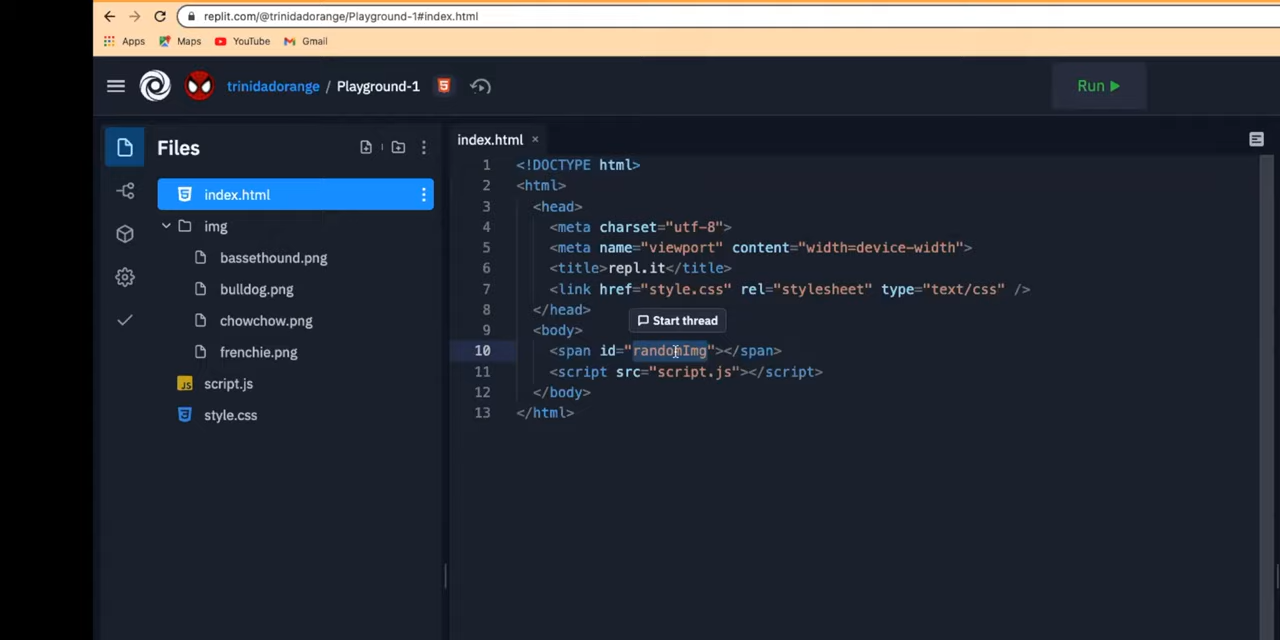 replit.com/@trinidadorange/Playground-1#index.html
Apps Maps YouTube Gmail
trinidadorange / Playground-1 Run
Files
index.html
img
bassethound.png
bulldog.png
chowchow.png
frenchie.png
script.js
style.css
index.html ×
1 <!DOCTYPE html>
2 <html>
3 <head>
4 <meta charset="utf-8">
5 <meta name="viewport" content="width=device-width">
6 <title>repl.it</title>
7 <link href="style.css" rel="stylesheet" type="text/css" />
8 </head>
Start thread
9 <body>
10 <span id="randomImg"></span>
11 <script src="script.js"></script>
12 </body>
13 </html>